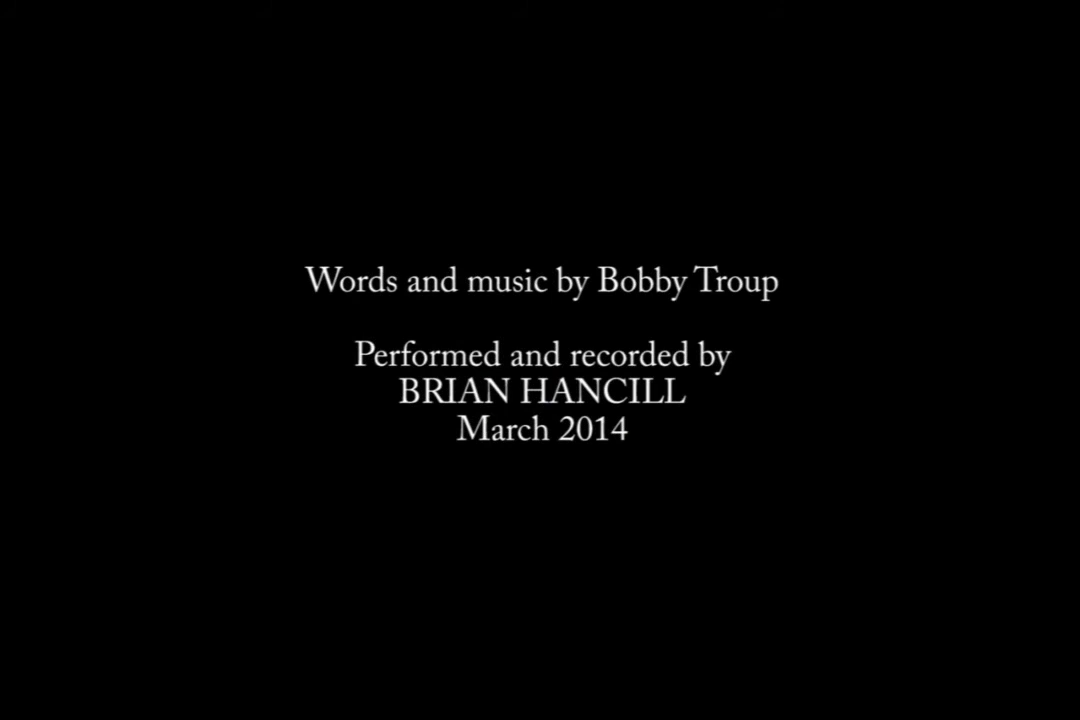 Words and music by Bobby Troup
Performed and recorded by
BRIAN HANCILL
March 2014